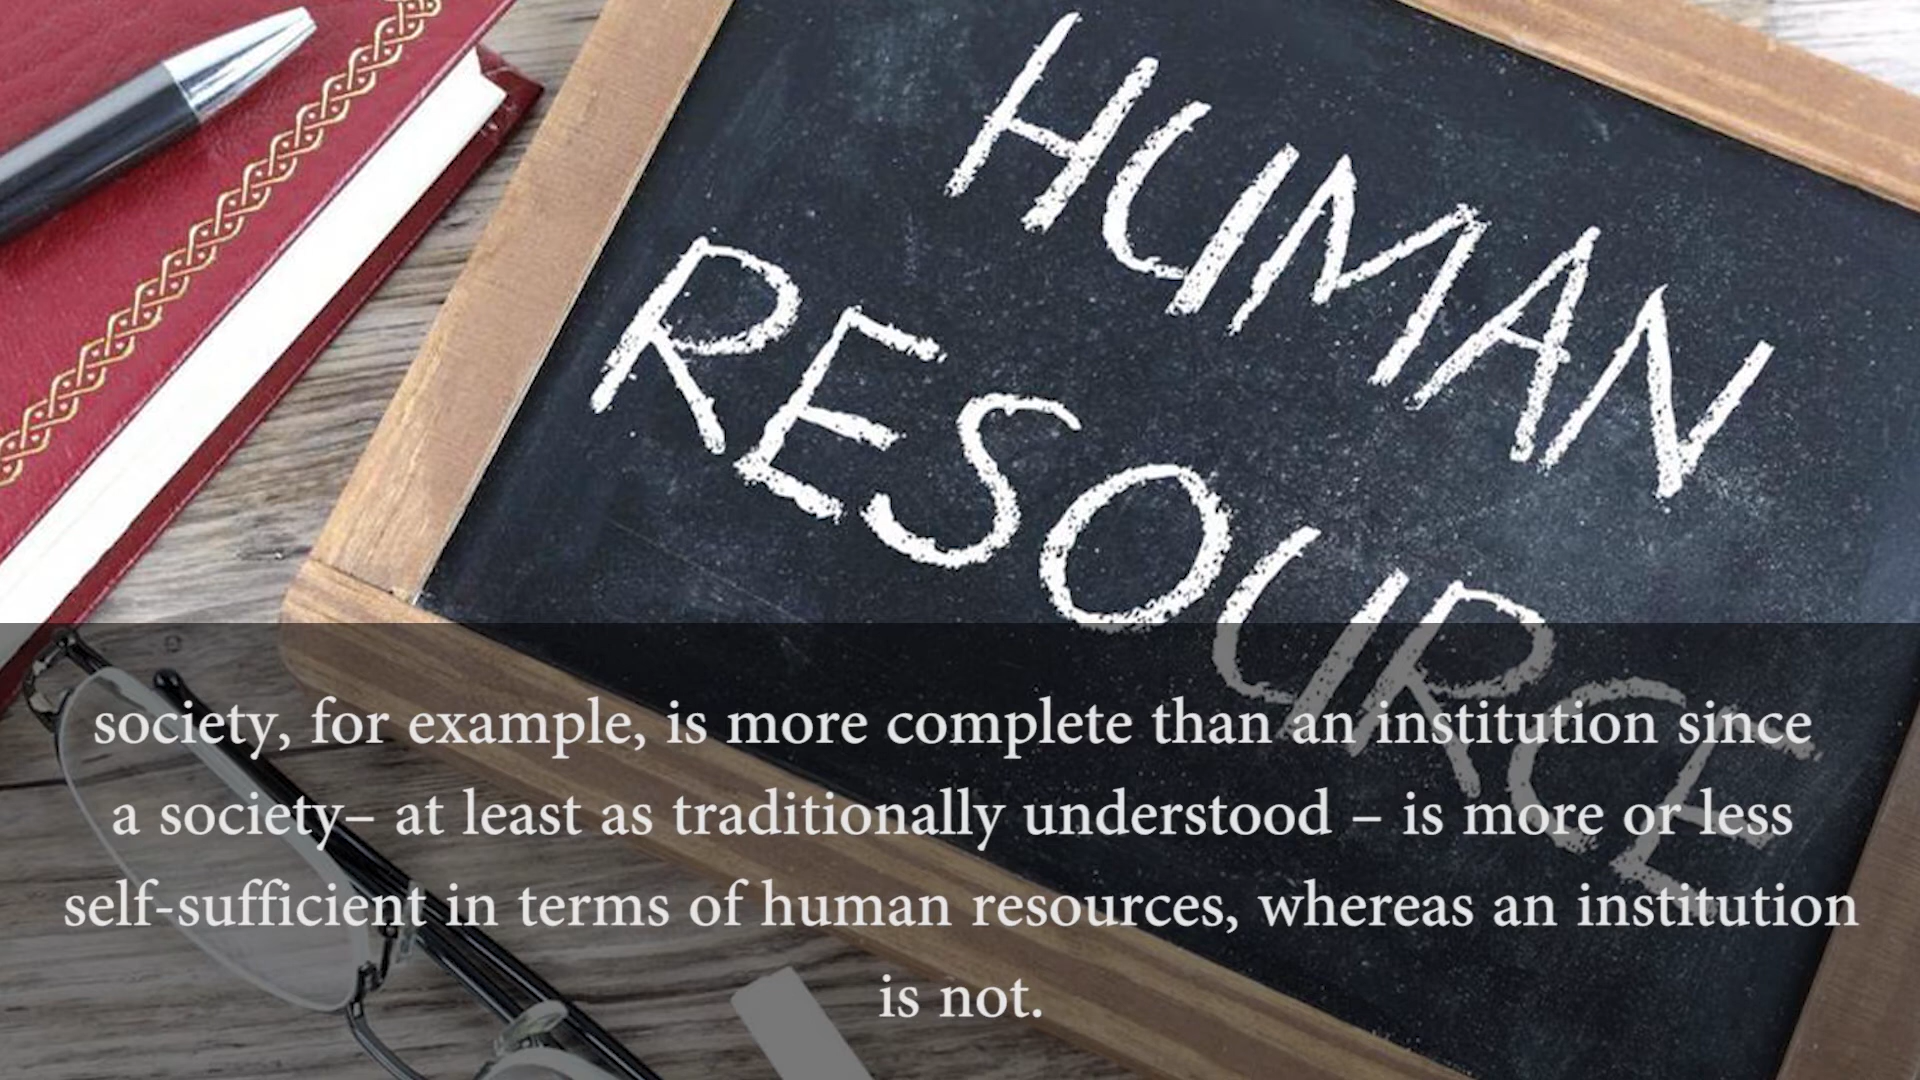 HUMAN
RESOURCE
society, for example, is more complete than an institution since
a society– at least as traditionally understood – is more or less
self-sufficient in terms of human resources, whereas an institution
is not.